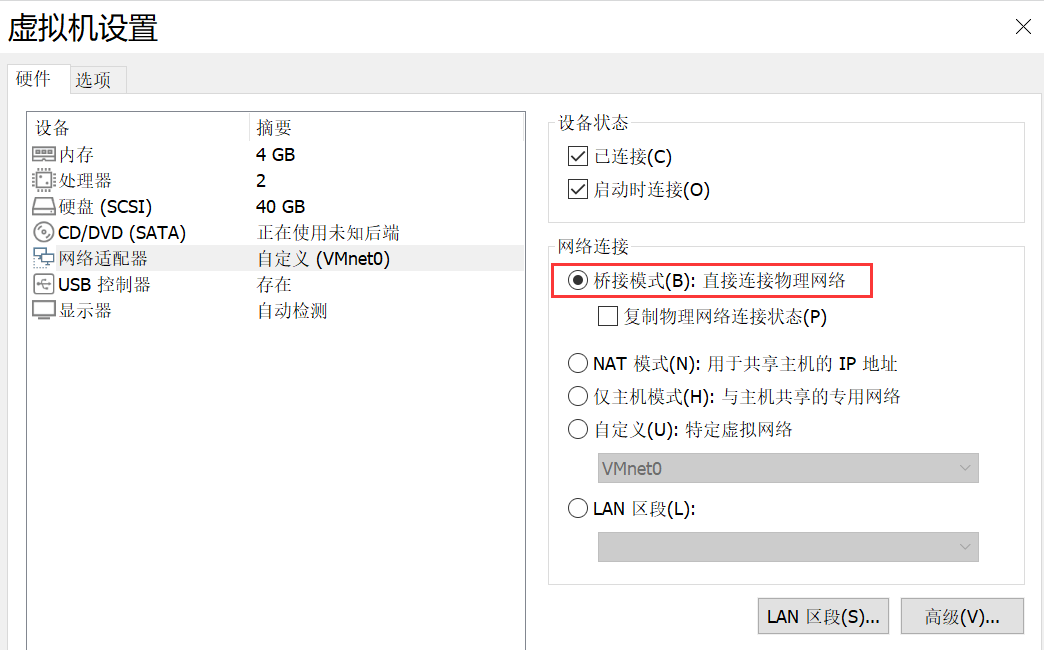 虚拟机设置
硬件 选项
设备 摘要
内存 4 GB
处理器 2
硬盘 (SCSI) 40 GB
CD/DVD (SATA) 正在使用未知后端
网络适配器 自定义 (VMnet0)
USB 控制器 存在
显示器 自动检测
设备状态
已连接(C)
启动时连接(O)
网络连接
桥接模式(B): 直接连接物理网络
复制物理网络连接状态(P)
NAT 模式(N): 用于共享主机的 IP 地址
仅主机模式(H): 与主机共享的专用网络
自定义(U): 特定虚拟网络
VMnet0
LAN 区段(L):
LAN 区段(S)... 高级(V)...